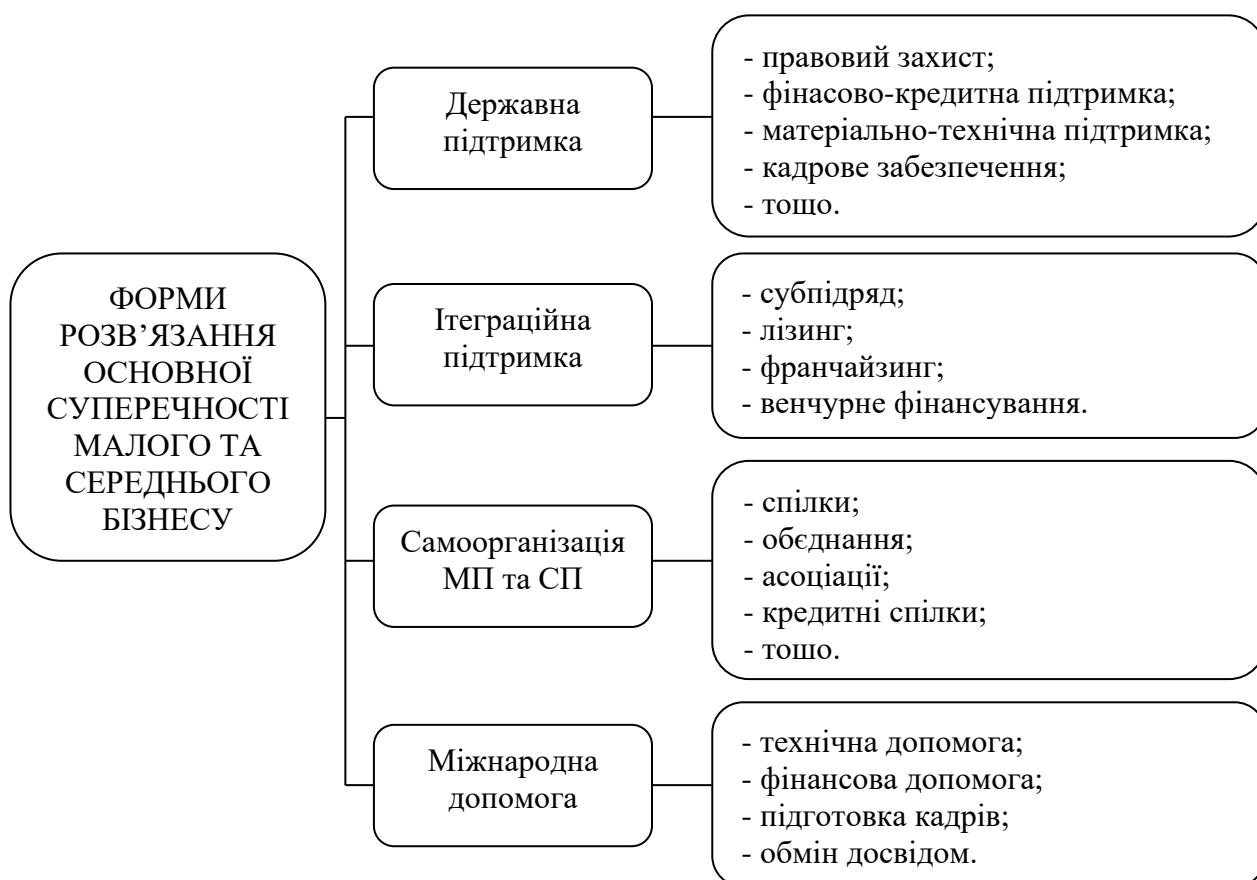 ФОРМИ
РОЗВ’ЯЗАННЯ
ОСНОВНОЇ
СУПЕРЕЧНОСТІ
МАЛОГО ТА
СЕРЕДНЬОГО
БІЗНЕСУ
Державна
підтримка
- правовий захист;
- фінасово-кредитна підтримка;
- матеріально-технічна підтримка;
- кадрове забезпечення;
- тощо.
Ітеграційна
підтримка
- субпідряд;
- лізинг;
- франчайзинг;
- венчурне фінансування.
Самоорганізація
МП та СП
- спілки;
- обєднання;
- асоціації;
- кредитні спілки;
- тощо.
Міжнародна
допомога
- технічна допомога;
- фінансова допомога;
- підготовка кадрів;
- обмін досвідом.